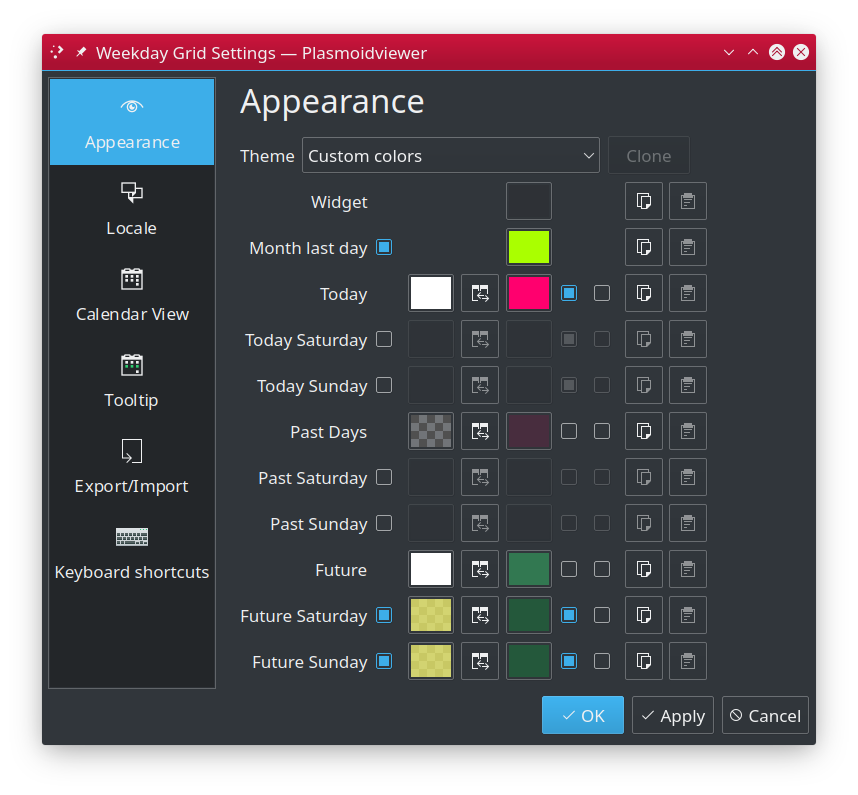 Weekday Grid Settings — Plasmoidviewer
Appearance
Locale
Calendar View
Tooltip
Export/Import
Keyboard shortcuts
Appearance
Theme Custom colors Clone
Widget
Month last day
Today
Today Saturday
Today Sunday
Past Days
Past Saturday
Past Sunday
Future
Future Saturday
Future Sunday
OK Apply Cancel